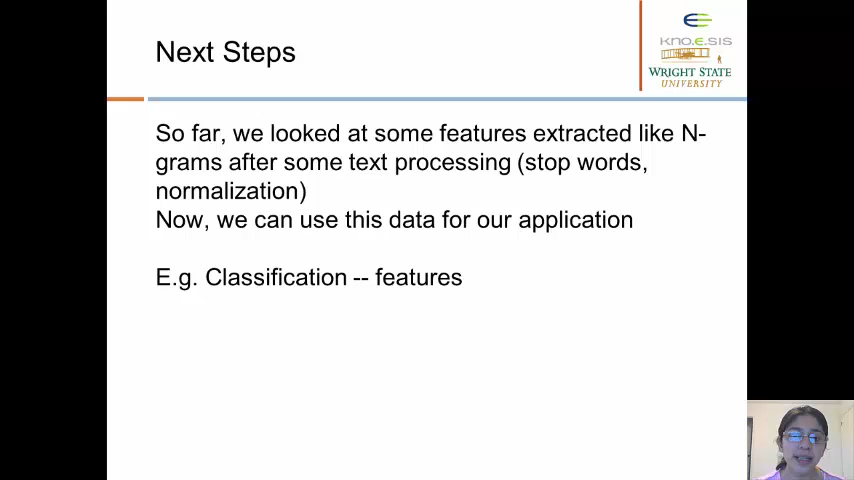 Next Steps
kno.e.sis
WRIGHT STATE
UNIVERSITY
So far, we looked at some features extracted like N-
grams after some text processing (stop words,
normalization)
Now, we can use this data for our application
E.g. Classification -- features